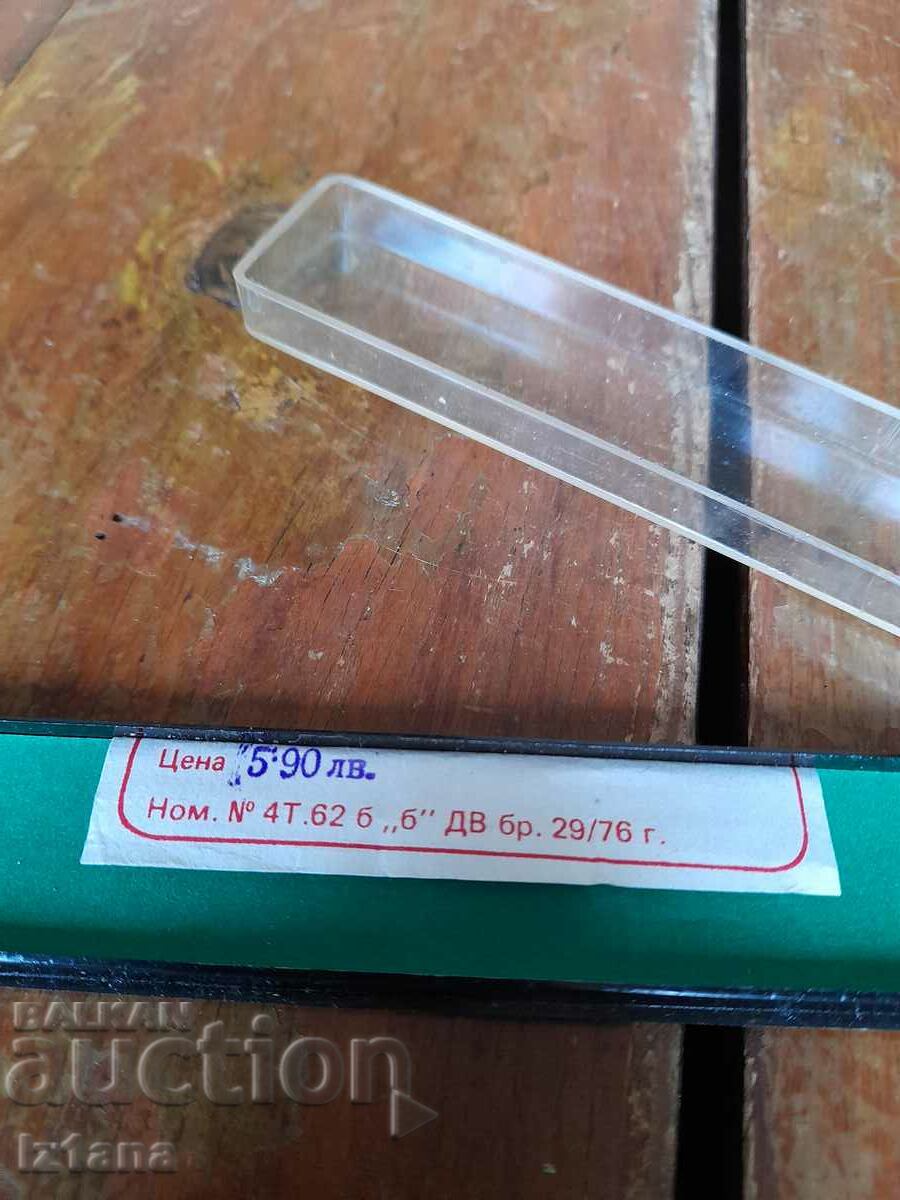 Цена 5·90 лв.
Ном. № 4Т.62 б „б" ДВ бр. 29/76 г.
BALKAN
auction
Iz1ana